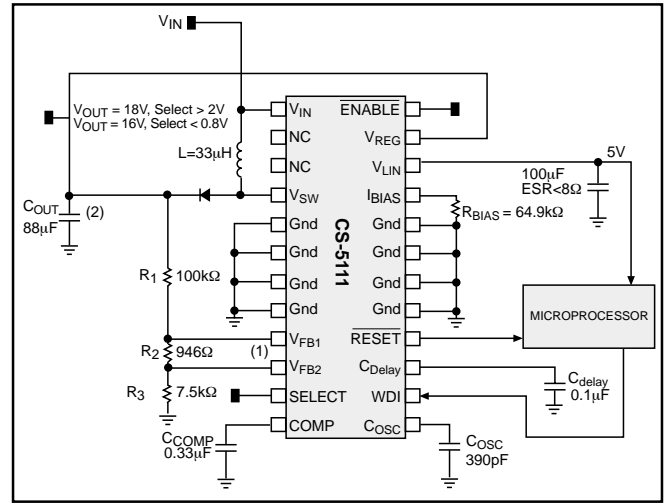 VIN
VOUT = 18V, Select > 2V
VOUT = 16V, Select < 0.8V
L=33µH
COUT
88µF
(2)
R1 100kΩ
R2 946Ω
(1)
R3 7.5kΩ
CCOMP
0.33µF
VIN
NC
NC
VSW
Gnd
Gnd
Gnd
Gnd
VFB1
VFB2
SELECT
COMP
CS-5111
ENABLE
VREG
VLIN
IBIAS
Gnd
Gnd
Gnd
Gnd
RESET
CDelay
WDI
COSC
5V
100µF
ESR<8Ω
RBIAS = 64.9kΩ
MICROPROCESSOR
Cdelay
0.1µF
COSC
390pF